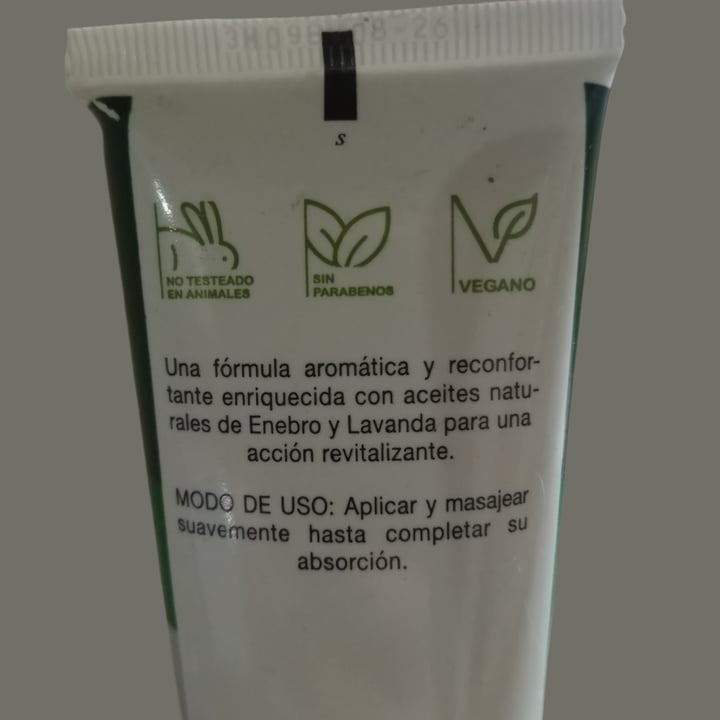 s
NO TESTEADO
EN ANIMALES
SIN
PARABENOS
VEGANO
Una fórmula aromática y reconfor-
tante enriquecida con aceites natu-
rales de Enebro y Lavanda para una
acción revitalizante.
MODO DE USO: Aplicar y masajear
suavemente hasta completar su
absorción.